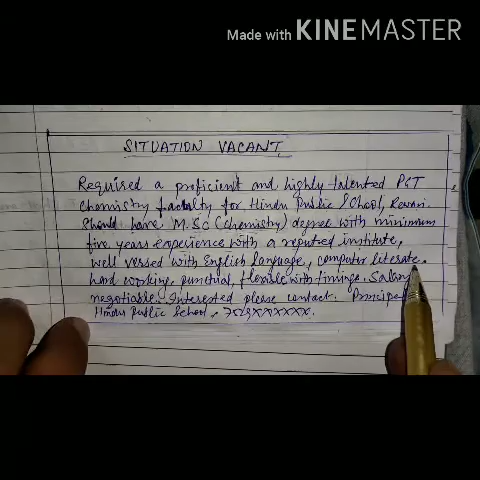 Made with KINEMASTER
SITUATION VACANT
Required a proficient and highly talented PGT
Chemistry faculty for Hindu Public School, Rewari.
Should have M.Sc (Chemistry) degree with minimum
five years experience with a reputed institute,
well versed with English language, computer literate.
hard working, punctual, flexible with timings. Salary
negotiable. Interested please contact. Principal
Hindu Public School,